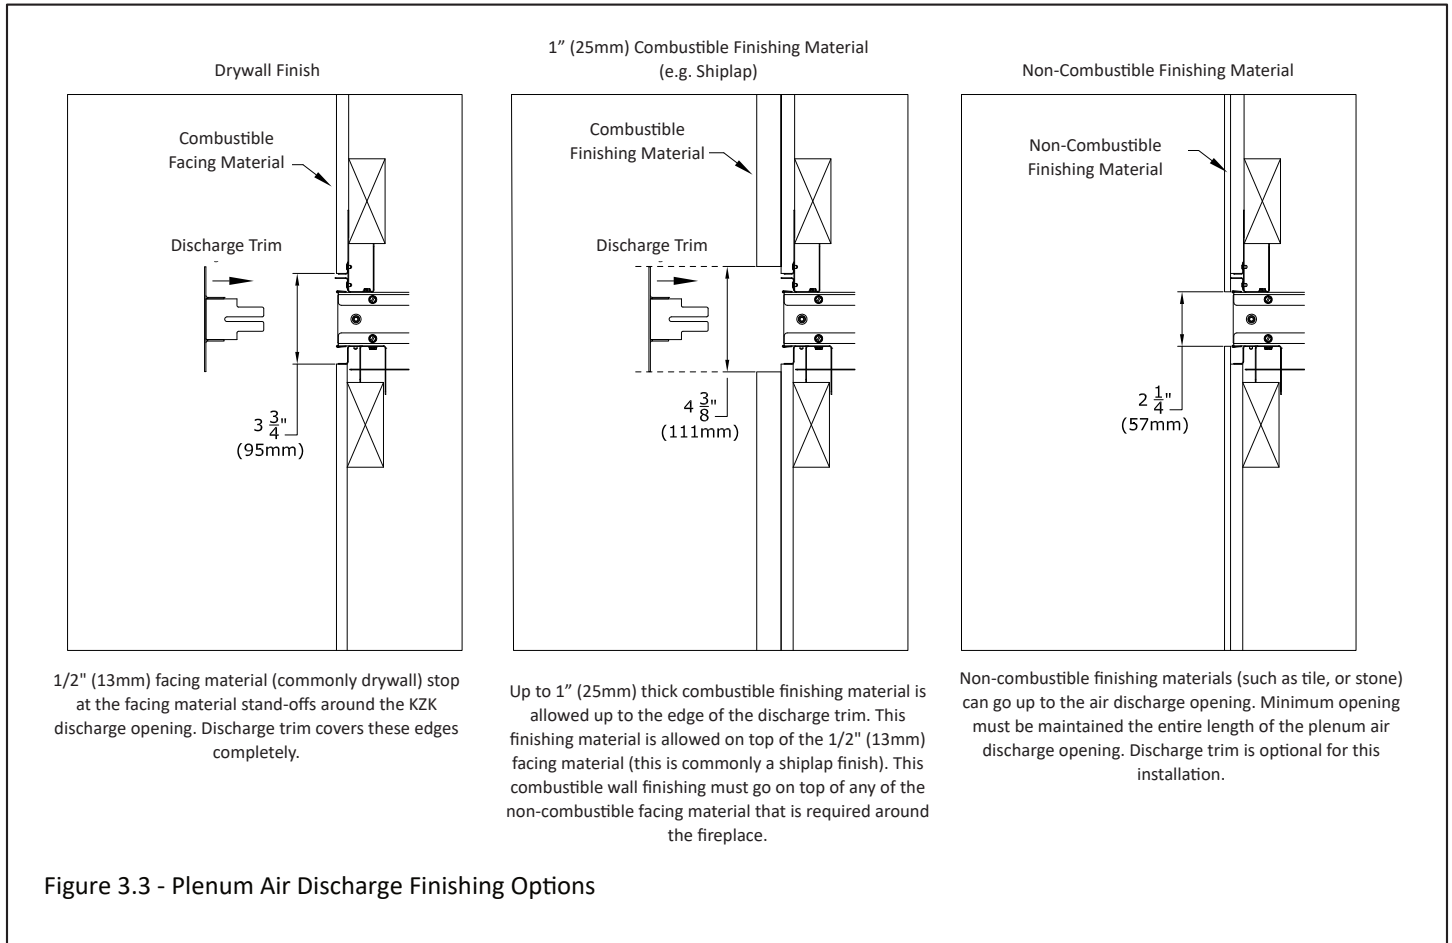 Drywall Finish
Combustible
Facing Material
Discharge Trim
3 3/4"
(95mm)
1/2" (13mm) facing material (commonly drywall) stop
at the facing material stand-offs around the KZK
discharge opening. Discharge trim covers these edges
completely.
1” (25mm) Combustible Finishing Material
(e.g. Shiplap)
Combustible
Finishing Material
Discharge Trim
4 3/8"
(111mm)
Up to 1” (25mm) thick combustible finishing material is
allowed up to the edge of the discharge trim. This
finishing material is allowed on top of the 1/2" (13mm)
facing material (this is commonly a shiplap finish). This
combustible wall finishing must go on top of any of the
non-combustible facing material that is required around
the fireplace.
Non-Combustible Finishing Material
Non-Combustible
Finishing Material
2 1/4"
(57mm)
Non-combustible finishing materials (such as tile, or stone)
can go up to the air discharge opening. Minimum opening
must be maintained the entire length of the plenum air
discharge opening. Discharge trim is optional for this
installation.
Figure 3.3 - Plenum Air Discharge Finishing Options